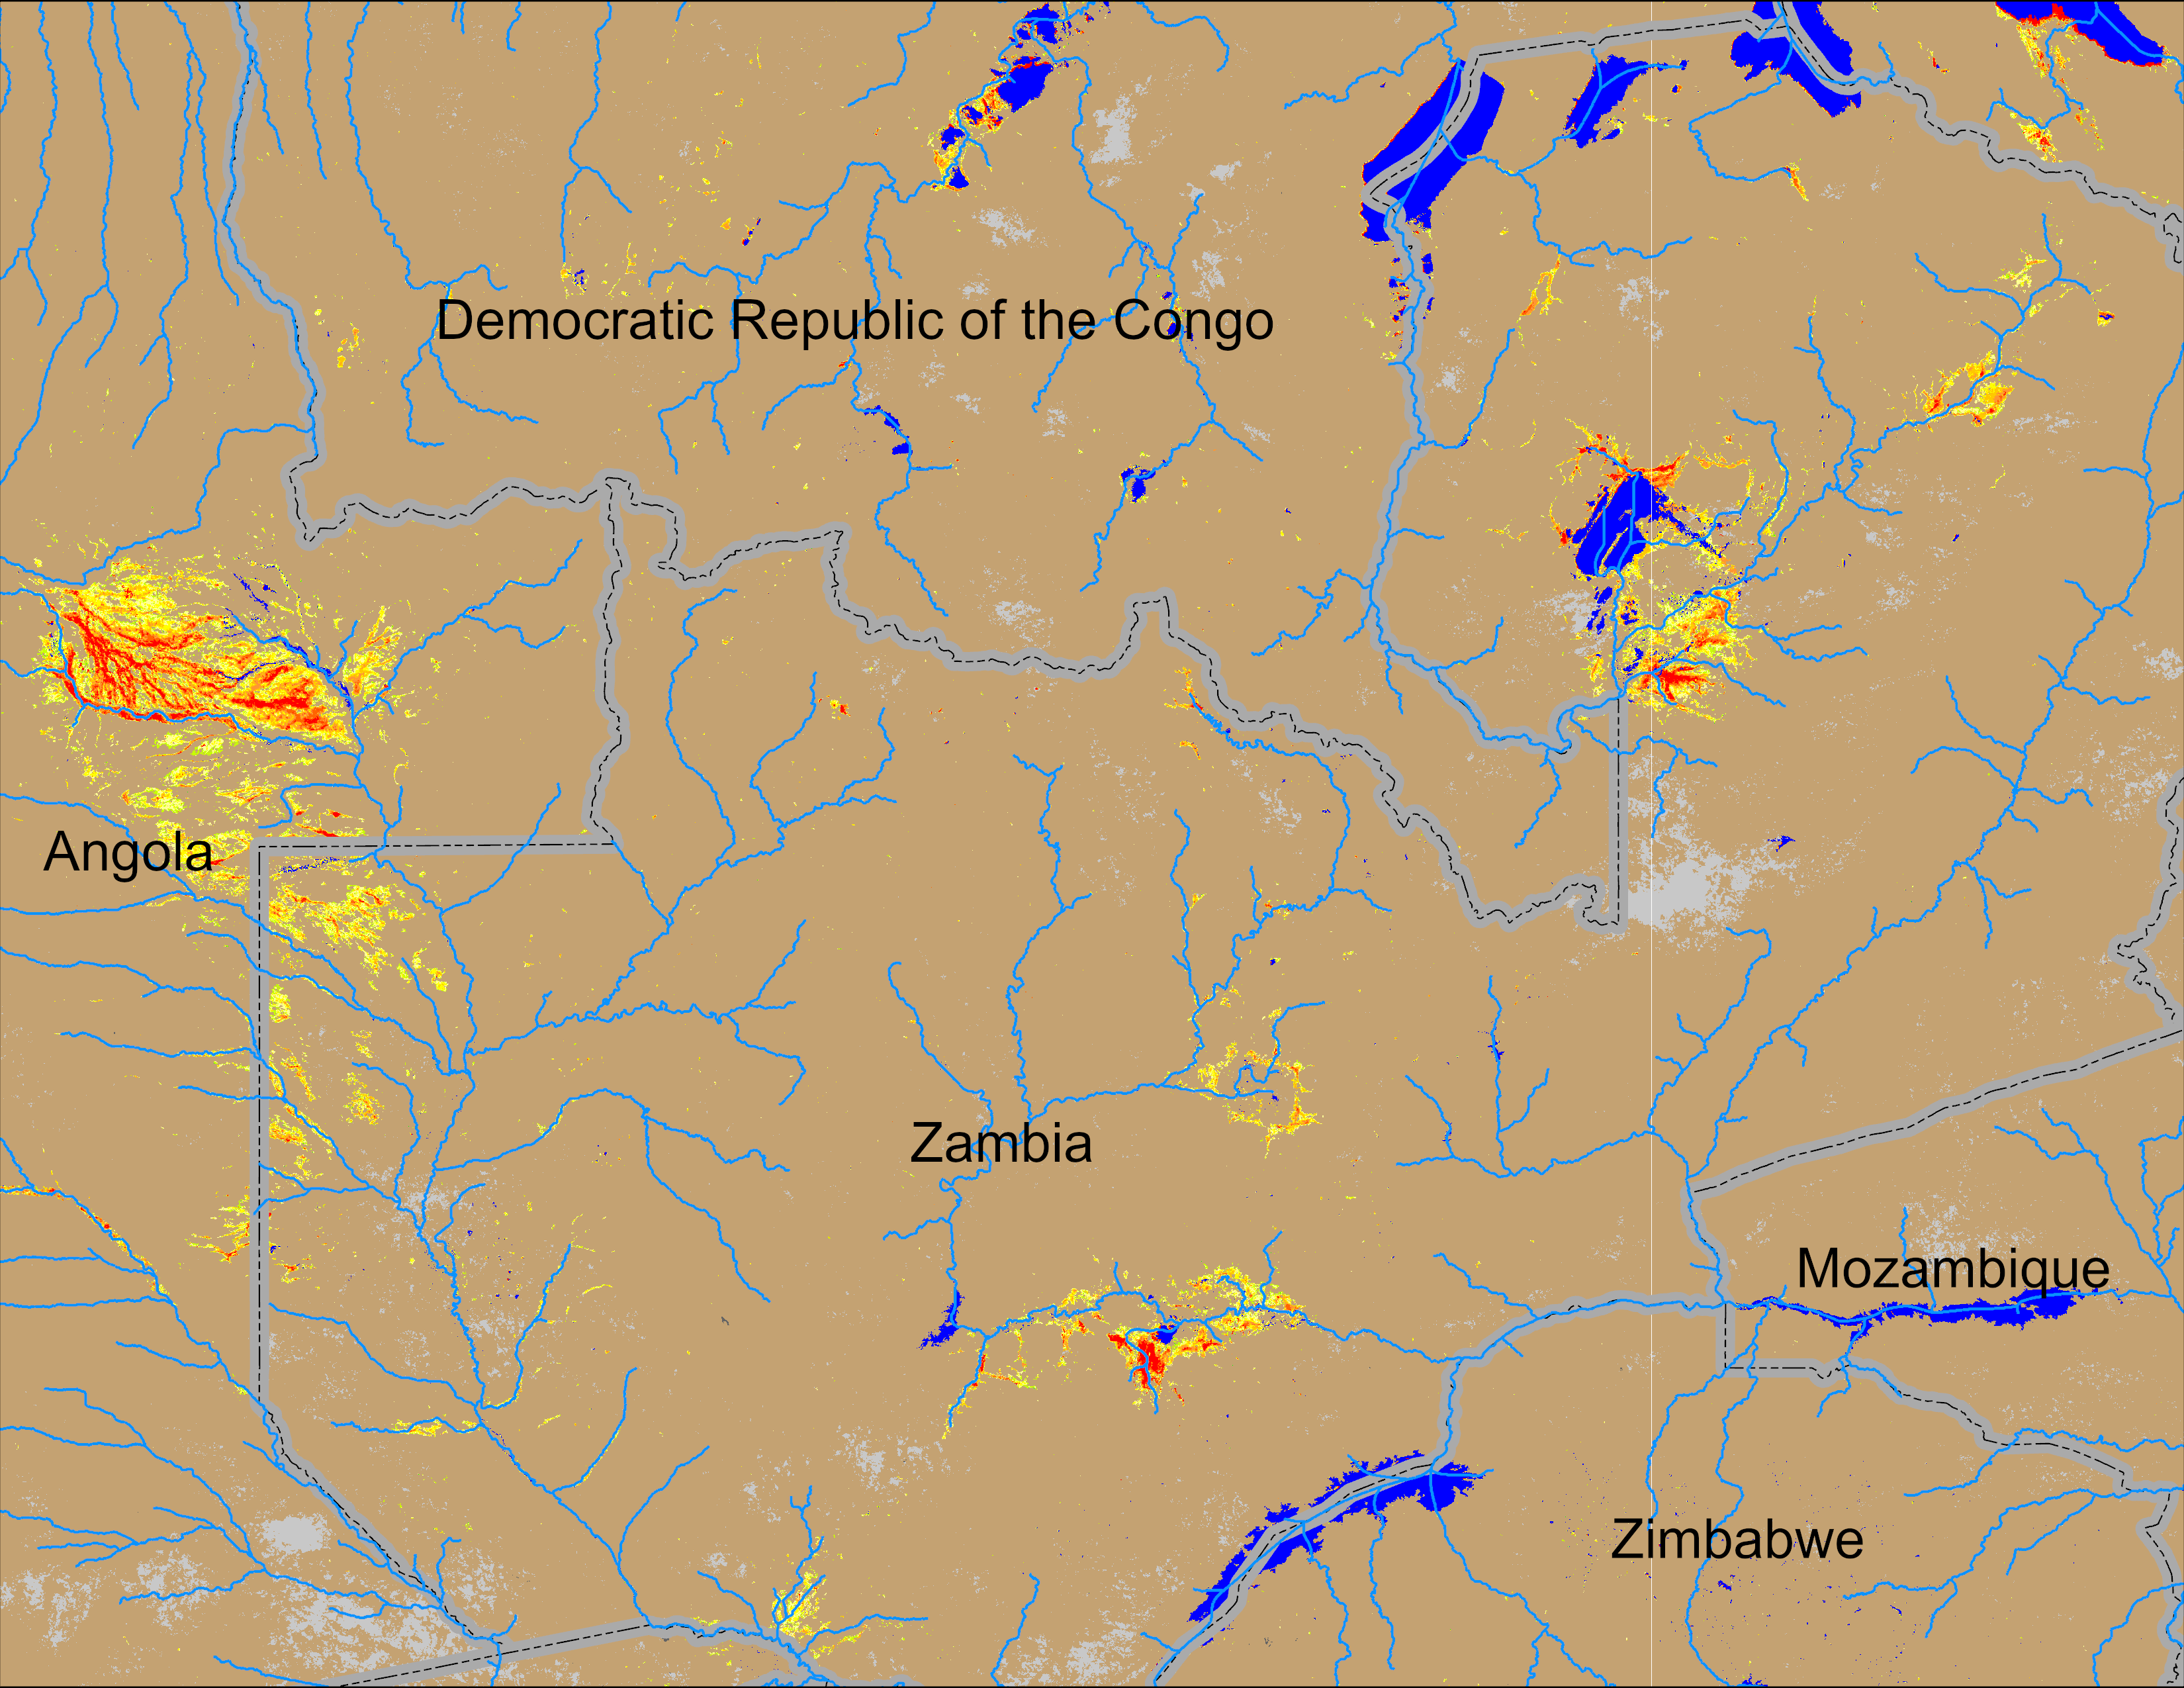 Democratic Republic of the Congo
Angola
Zambia
Mozambique
Zimbabwe